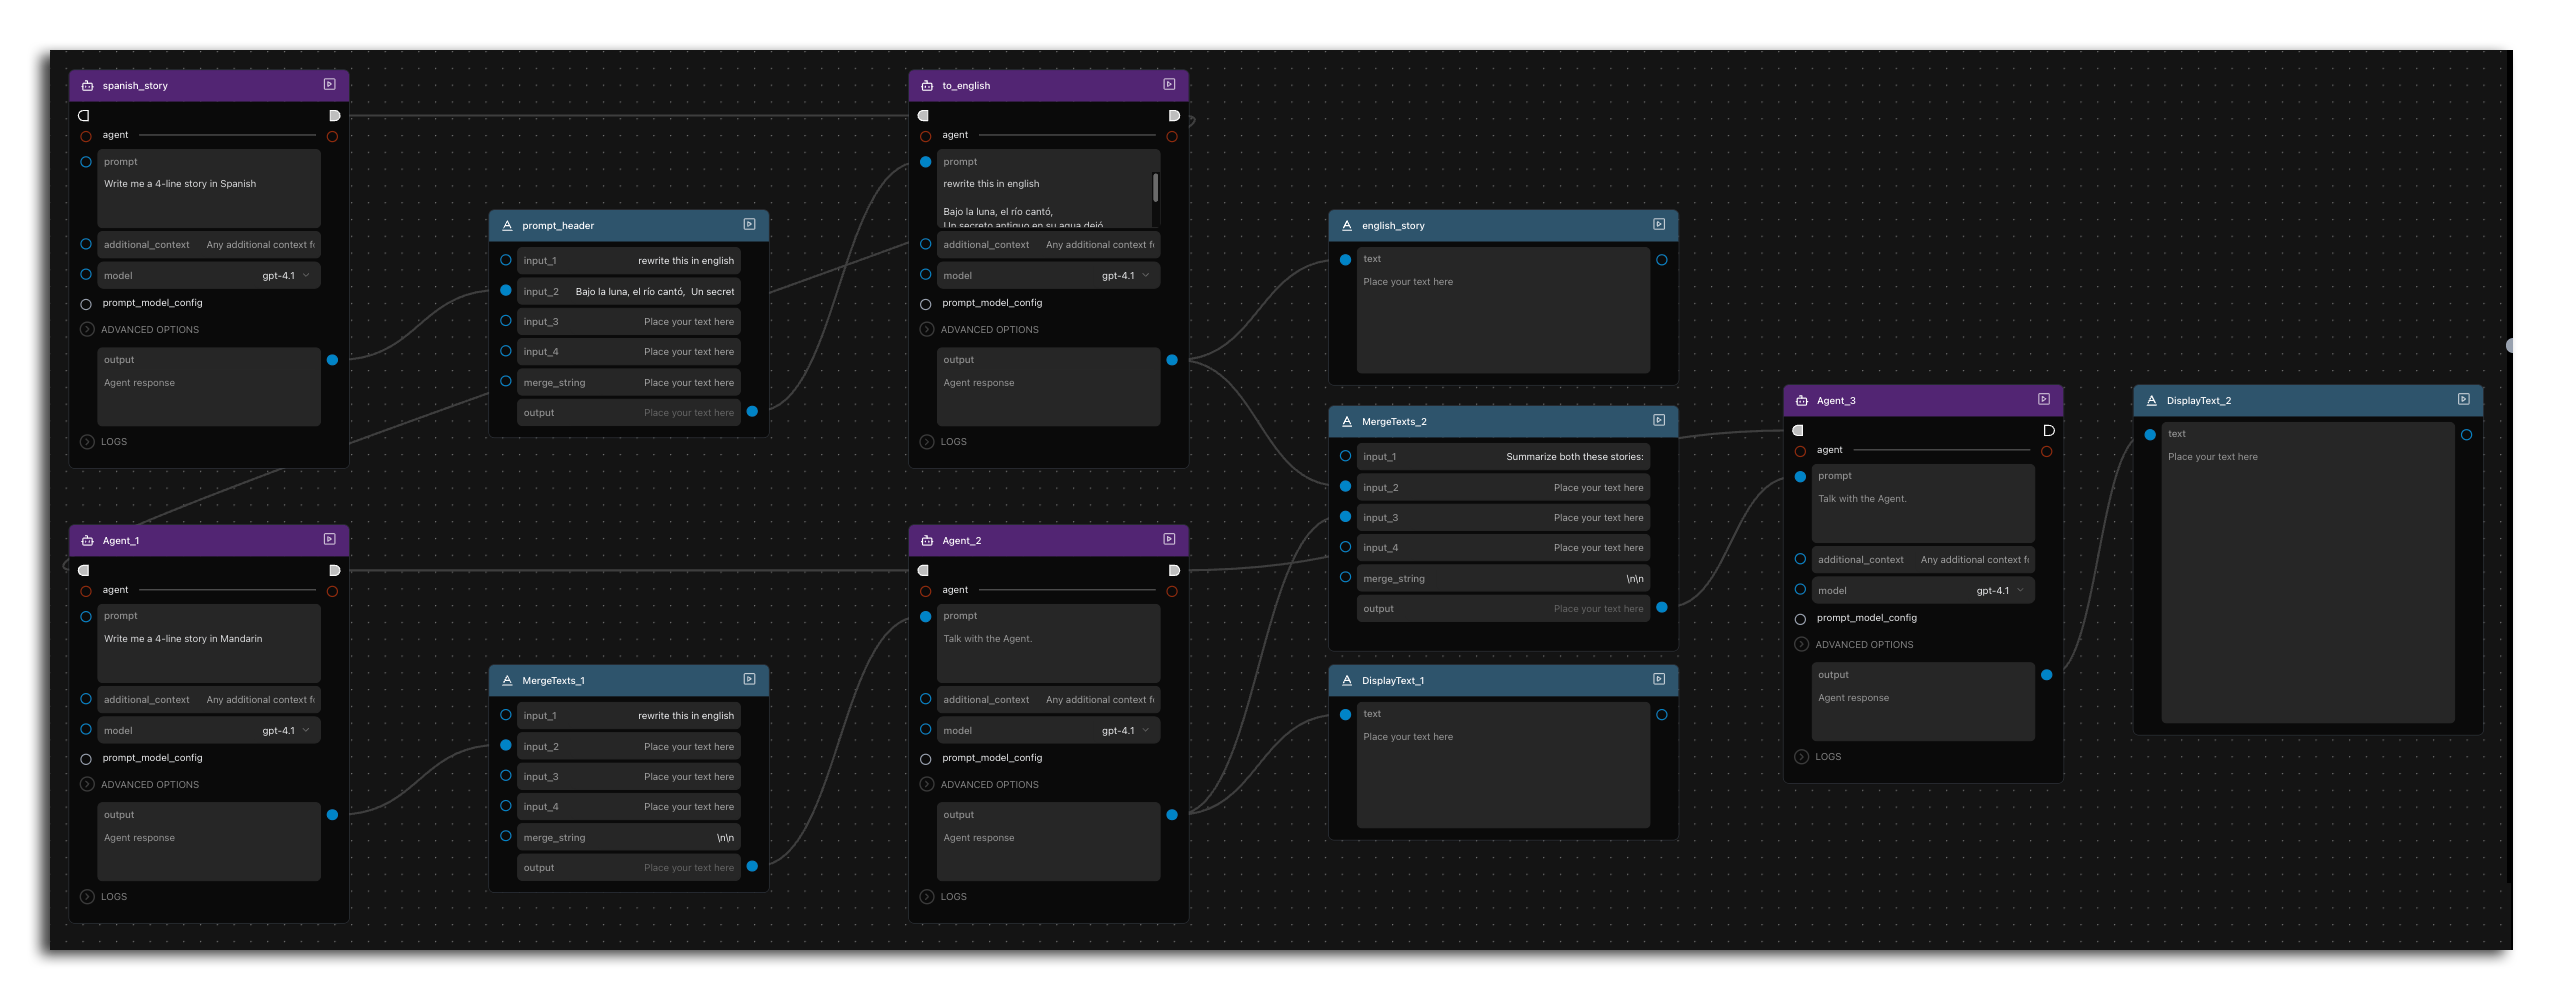 spanish_story
agent
prompt
Write me a 4-line story in Spanish
additional_context Any additional context f
model gpt-4.1
prompt_model_config
ADVANCED OPTIONS
output
Agent response
LOGS
prompt_header
input_1 rewrite this in english
input_2 Bajo la luna, el río cantó, Un secret
input_3 Place your text here
input_4 Place your text here
merge_string Place your text here
output Place your text here
to_english
agent
prompt
rewrite this in english
Bajo la luna, el río cantó,
Un secreto antiguo en su agua dejó
additional_context Any additional context f
model gpt-4.1
prompt_model_config
ADVANCED OPTIONS
output
Agent response
LOGS
english_story
text
Place your text here
Agent_1
agent
prompt
Write me a 4-line story in Mandarin
additional_context Any additional context f
model gpt-4.1
prompt_model_config
ADVANCED OPTIONS
output
Agent response
LOGS
MergeTexts_1
input_1 rewrite this in english
input_2 Place your text here
input_3 Place your text here
input_4 Place your text here
merge_string \n\n
output Place your text here
Agent_2
agent
prompt
Talk with the Agent.
additional_context Any additional context f
model gpt-4.1
prompt_model_config
ADVANCED OPTIONS
output
Agent response
LOGS
MergeTexts_2
input_1 Summarize both these stories:
input_2 Place your text here
input_3 Place your text here
input_4 Place your text here
merge_string \n\n
output Place your text here
DisplayText_1
text
Place your text here
Agent_3
agent
prompt
Talk with the Agent.
additional_context Any additional context f
model gpt-4.1
prompt_model_config
ADVANCED OPTIONS
output
Agent response
LOGS
DisplayText_2
text
Place your text here